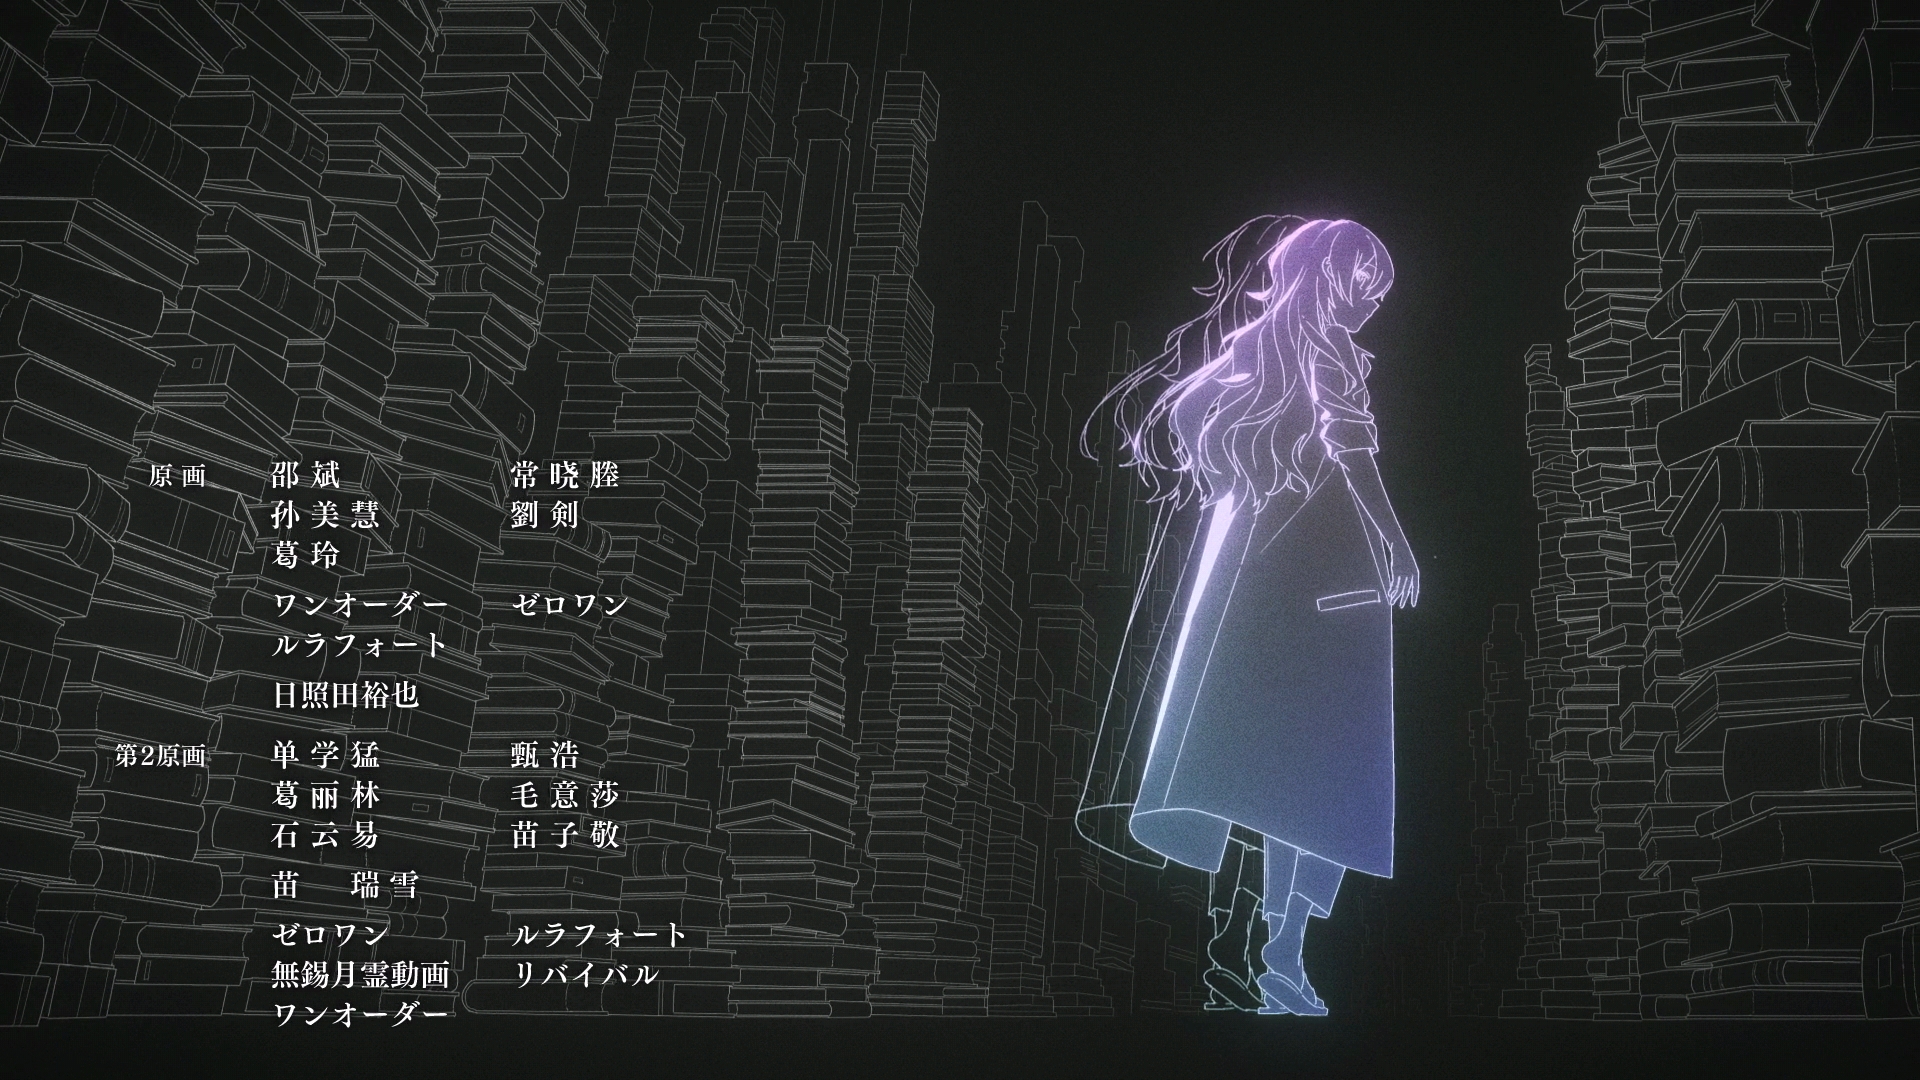 原画 邵斌 常晓塍
孙美慧 劉剣
葛玲
ワンオーダー ゼロワン
ルラフォート
日照田裕也
第2原画 单学猛 甄浩
葛丽林 毛意莎
石云易 苗子敬
苗 瑞雪
ゼロワン ルラフォート
無錫月霊動画 リバイバル
ワンオーダー